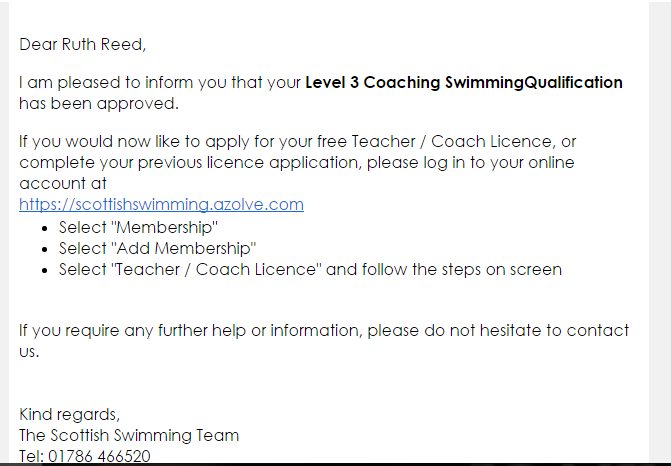 Dear Ruth Reed,
I am pleased to inform you that your Level 3 Coaching SwimmingQualification
has been approved.
If you would now like to apply for your free Teacher / Coach Licence, or
complete your previous licence application, please log in to your online
account at
https://scottishswimming.azolve.com
• Select "Membership"
• Select "Add Membership"
• Select "Teacher / Coach Licence" and follow the steps on screen
If you require any further help or information, please do not hesitate to contact
us.
Kind regards,
The Scottish Swimming Team
Tel: 01786 466520